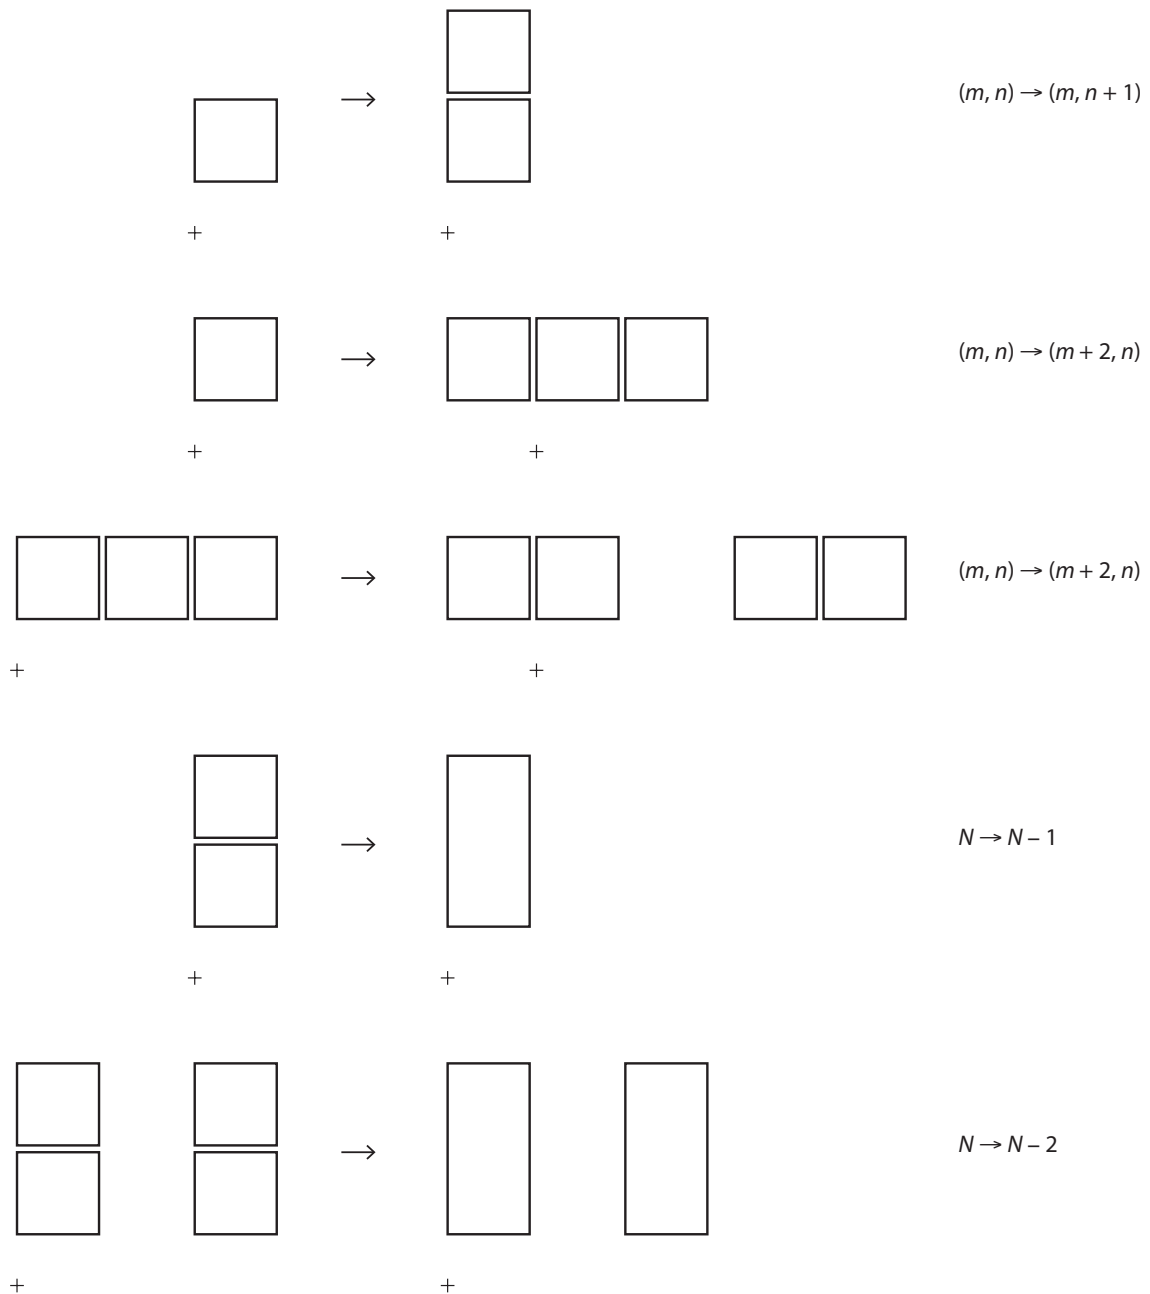 → (m, n) → (m, n + 1)
+ +
→ (m, n) → (m + 2, n)
+ +
→ (m, n) → (m + 2, n)
+ +
→ N → N – 1
+ +
→ N → N – 2
+ +